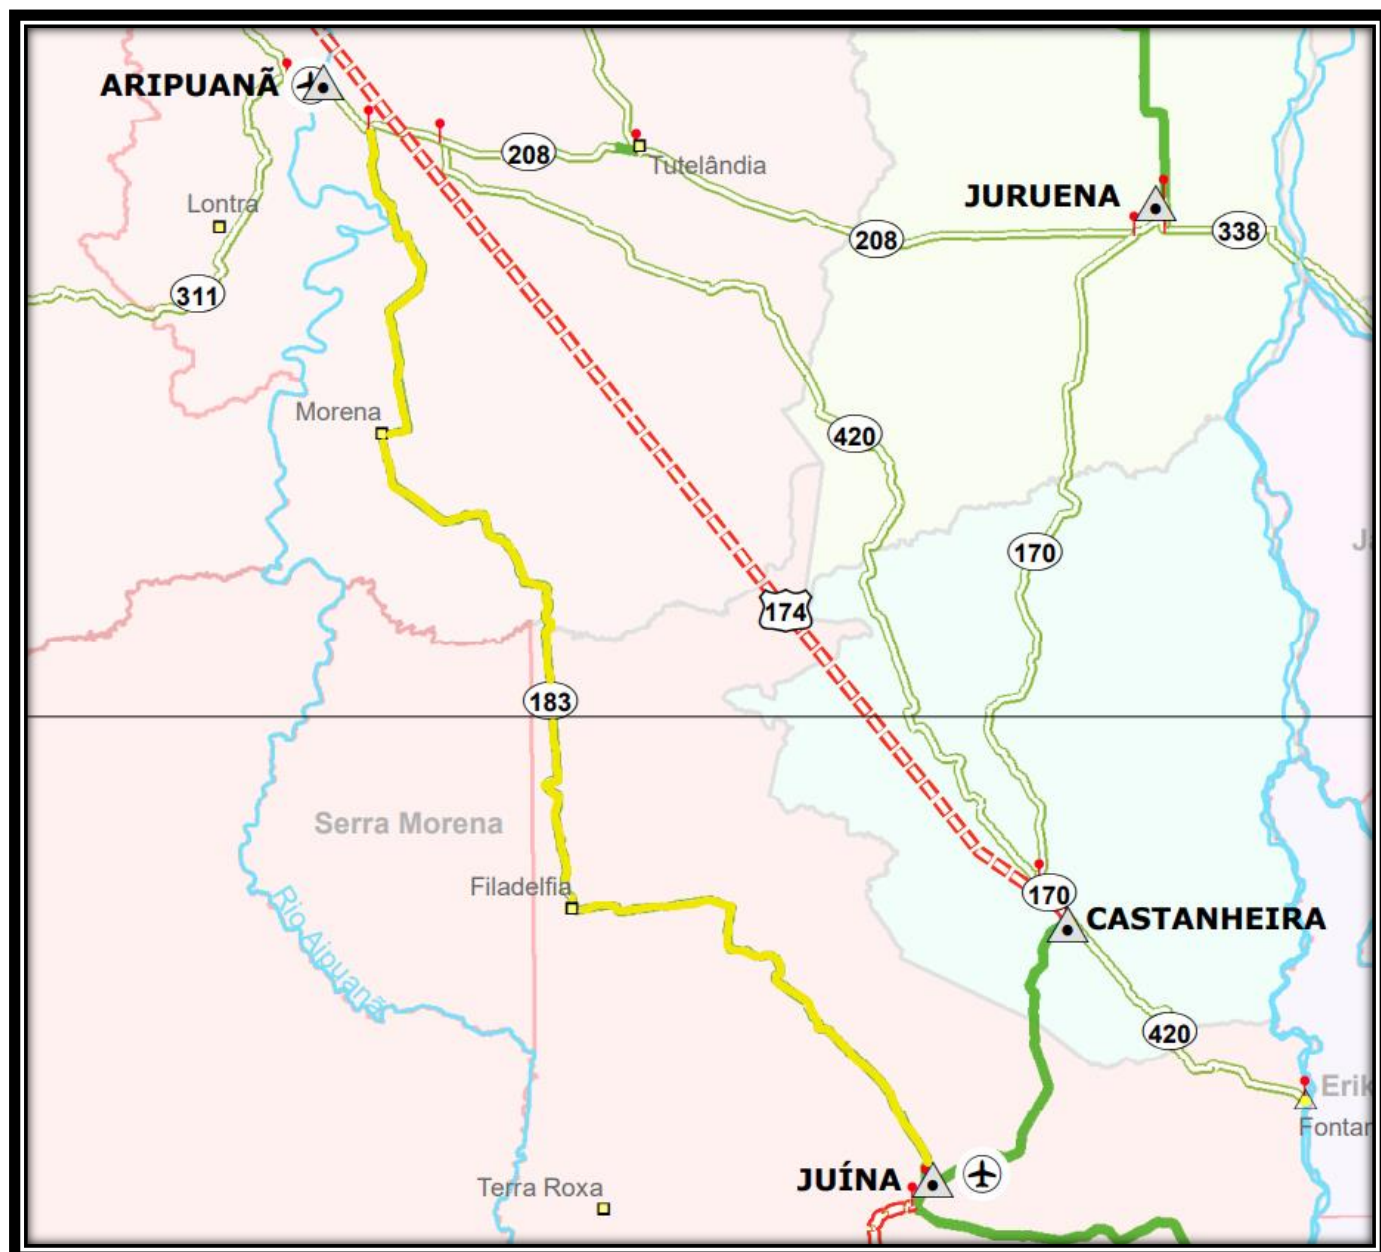 ARIPUANÃ
208
Tutelândia
JURUENA
Lontra
208
338
311
Morena
420
170
174
183
Serra Morena
Filadelfia
170
CASTANHEIRA
Rio Aipuanã
420
Erik
Fontar
JUÍNA
Terra Roxa